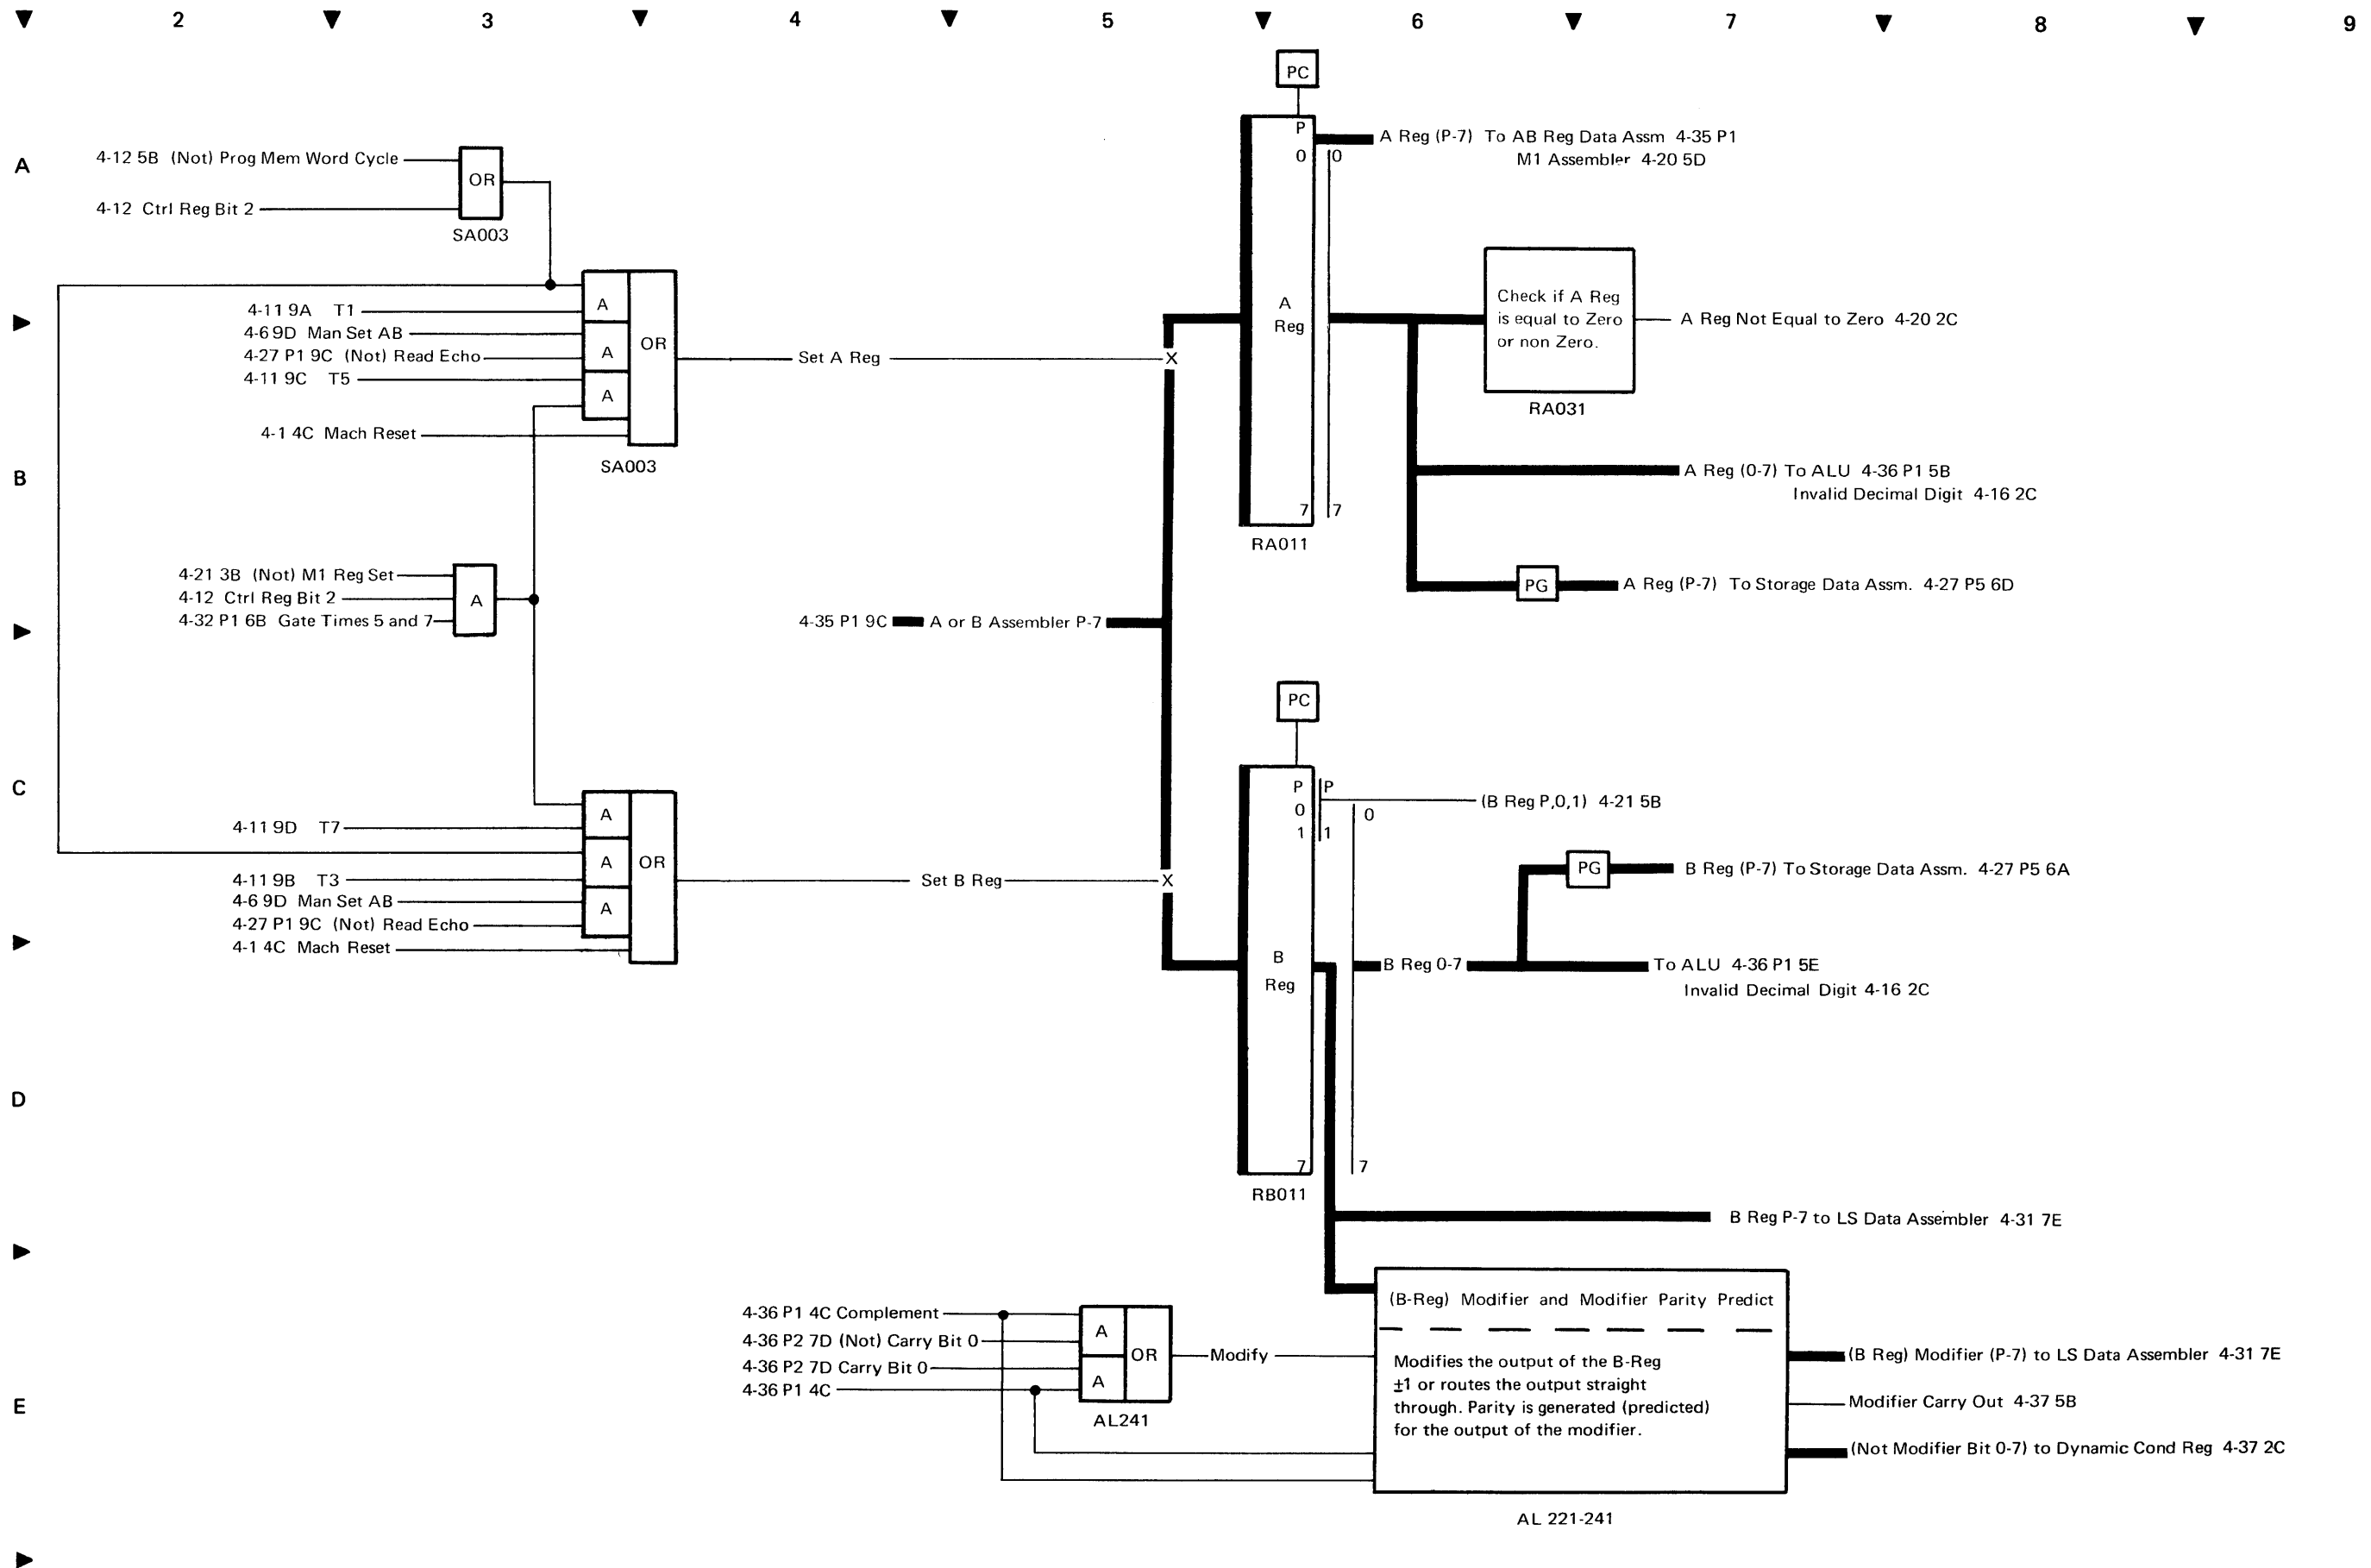 2 3 4 5 6 7 8 9
PC
A
4-12 5B (Not) Prog Mem Word Cycle
4-12 Ctrl Reg Bit 2
OR
SA003
4-11 9A T1
4-6 9D Man Set AB
4-27 P1 9C (Not) Read Echo
4-11 9C T5
4-1 4C Mach Reset
A
A
A
OR
SA003
Set A Reg
X
P
0
0
A
Reg
7
7
RA011
A Reg (P-7) To AB Reg Data Assm 4-35 P1
M1 Assembler 4-20 5D
Check if A Reg
is equal to Zero
or non Zero.
RA031
A Reg Not Equal to Zero 4-20 2C
B
A Reg (0-7) To ALU 4-36 P1 5B
Invalid Decimal Digit 4-16 2C
PG
A Reg (P-7) To Storage Data Assm. 4-27 P5 6D
4-21 3B (Not) M1 Reg Set
4-12 Ctrl Reg Bit 2
4-32 P1 6B Gate Times 5 and 7
A
4-35 P1 9C A or B Assembler P-7
PC
C
4-11 9D T7
4-11 9B T3
4-6 9D Man Set AB
4-27 P1 9C (Not) Read Echo
4-1 4C Mach Reset
A
A
A
OR
Set B Reg
X
P
P
0
1
1
0
(B Reg P,0,1) 4-21 5B
PG
B Reg (P-7) To Storage Data Assm. 4-27 P5 6A
B
Reg
B Reg 0-7
To ALU 4-36 P1 5E
Invalid Decimal Digit 4-16 2C
D
7
7
RB011
B Reg P-7 to LS Data Assembler 4-31 7E
E
4-36 P1 4C Complement
4-36 P2 7D (Not) Carry Bit 0
4-36 P2 7D Carry Bit 0
4-36 P1 4C
A
A
OR
AL241
Modify
(B-Reg) Modifier and Modifier Parity Predict
Modifies the output of the B-Reg
±1 or routes the output straight
through. Parity is generated (predicted)
for the output of the modifier.
AL 221-241
(B Reg) Modifier (P-7) to LS Data Assembler 4-31 7E
Modifier Carry Out 4-37 5B
(Not Modifier Bit 0-7) to Dynamic Cond Reg 4-37 2C